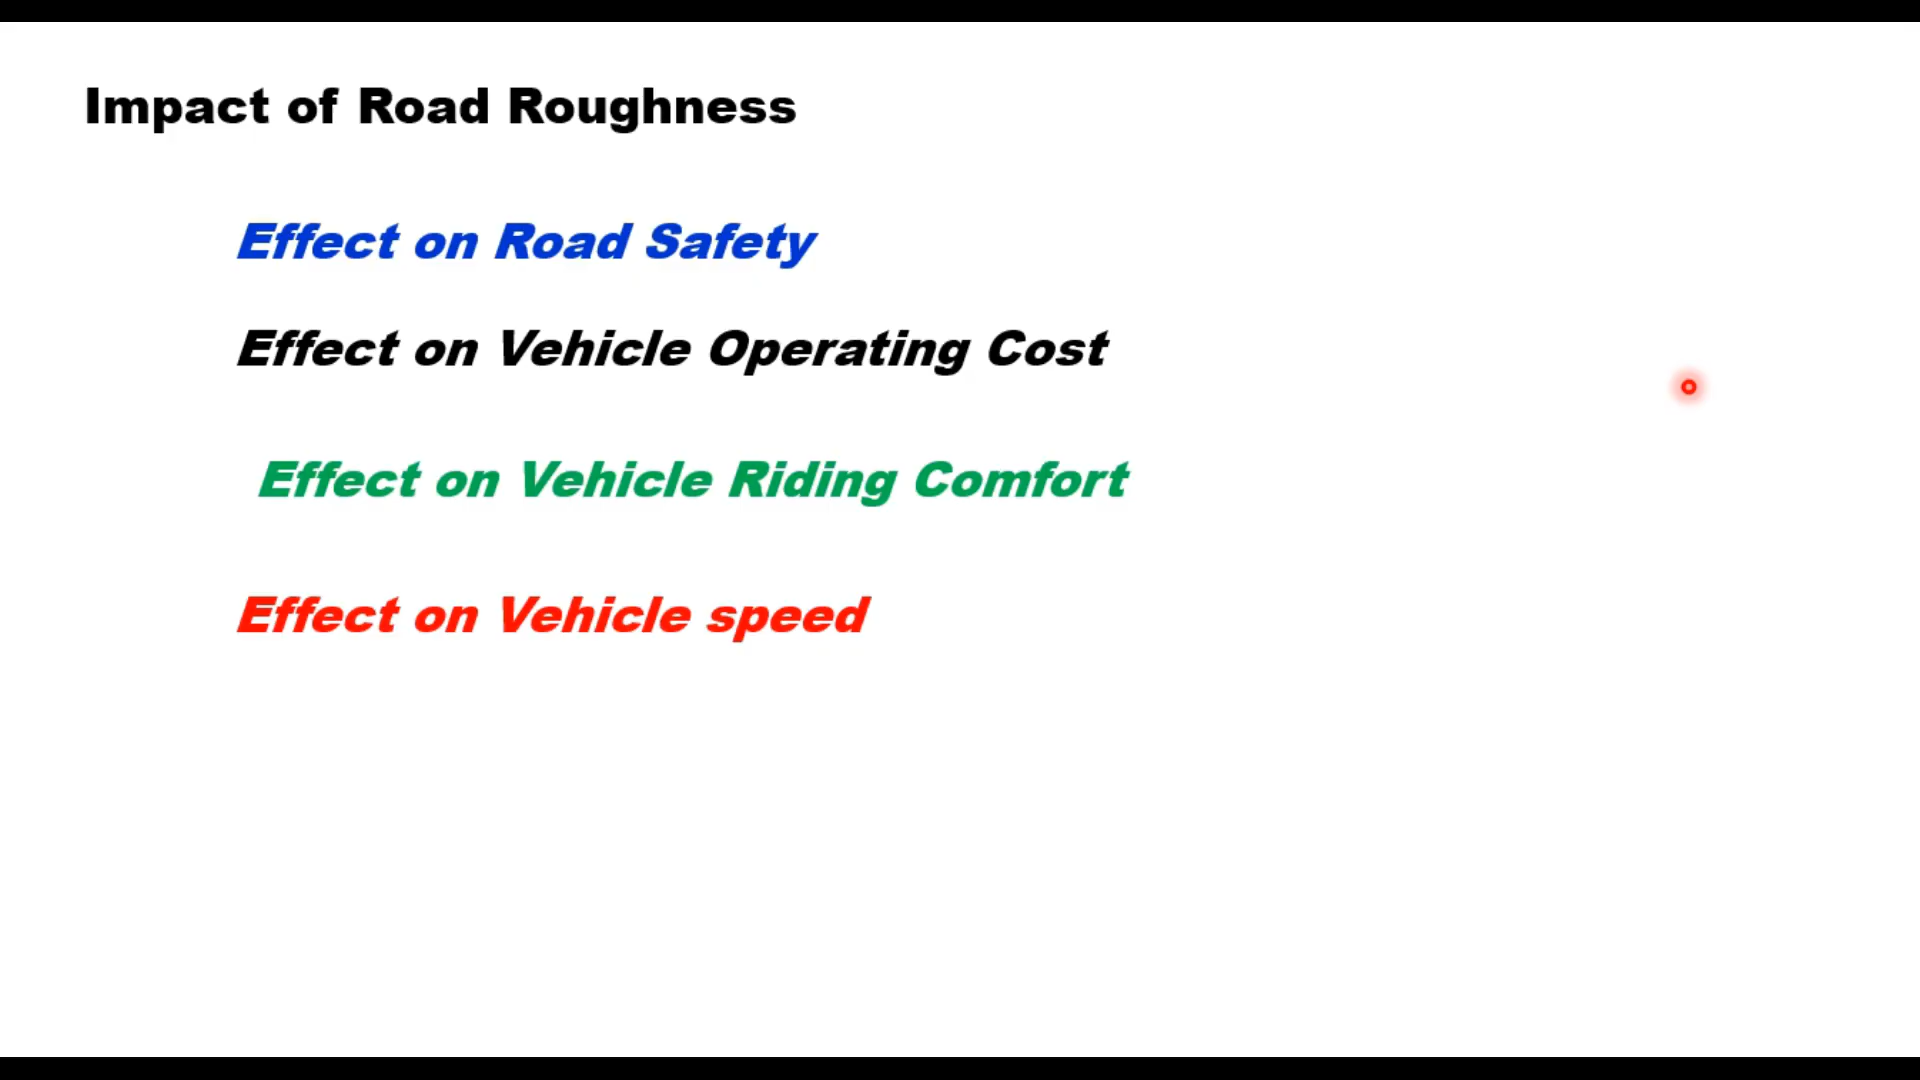 Impact of Road Roughness
Effect on Road Safety
Effect on Vehicle Operating Cost
Effect on Vehicle Riding Comfort
Effect on Vehicle speed